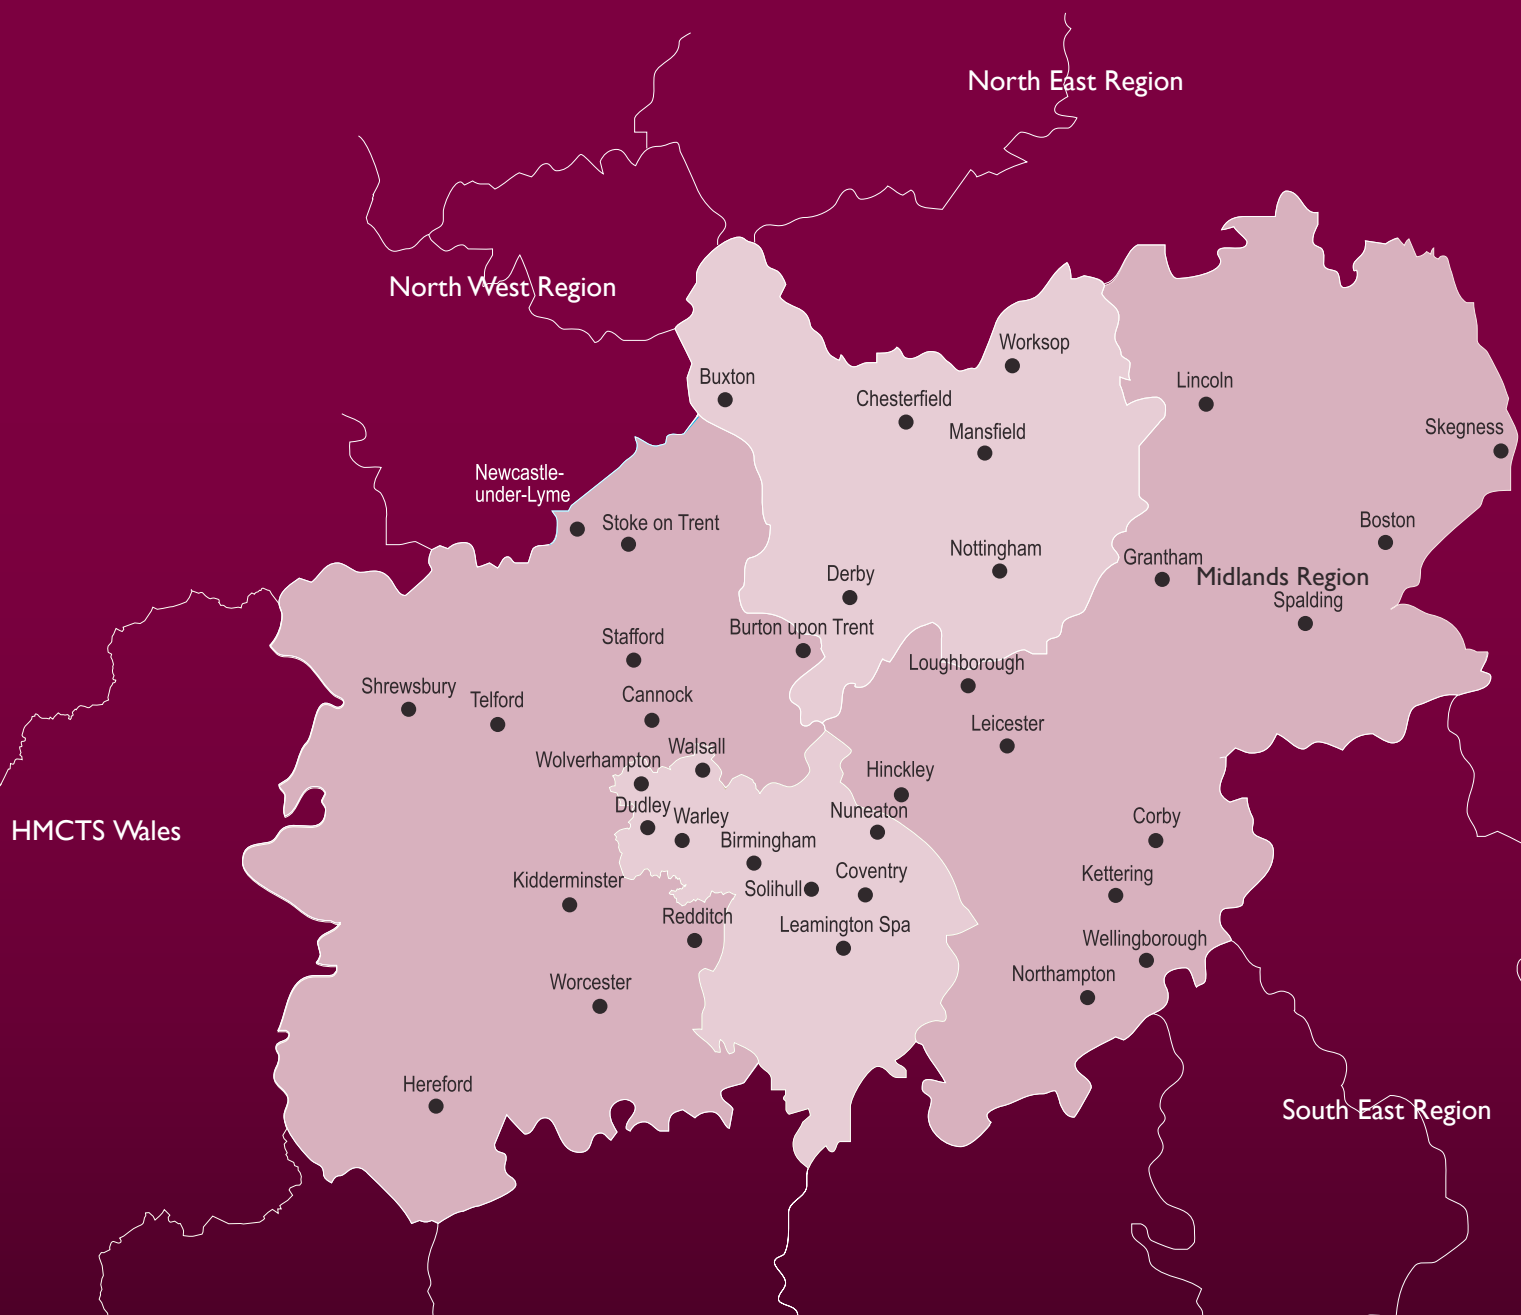 North East Region
North West Region
Worksop
Buxton
Lincoln
Chesterfield
Skegness
Mansfield
Newcastle-
under-Lyme
Stoke on Trent
Boston
Nottingham
Grantham
Derby
Midlands Region
Spalding
Burton upon Trent
Stafford
Loughborough
Shrewsbury
Cannock
Telford
Leicester
Walsall
Wolverhampton
Hinckley
Dudley
Nuneaton
Warley
Corby
HMCTS Wales
Birmingham
Coventry
Kettering
Kidderminster
Solihull
Redditch
Leamington Spa
Wellingborough
Northampton
Worcester
Hereford
South East Region